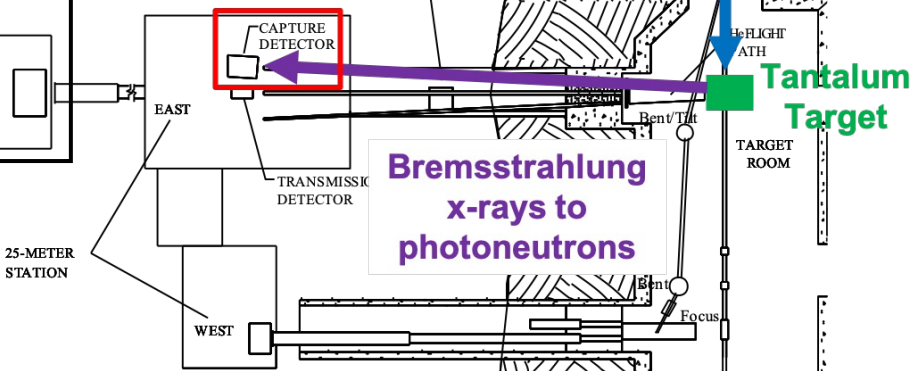 CAPTURE
DETECTOR
EAST
TRANSMISSI
DETECTOR
25-METER
STATION
WEST
Bremsstrahlung
x-rays to
photoneutrons
HeFLIGHT
ATH
Tantalum
Target
Bent/Tilt
TARGET
ROOM
Bent
Focus